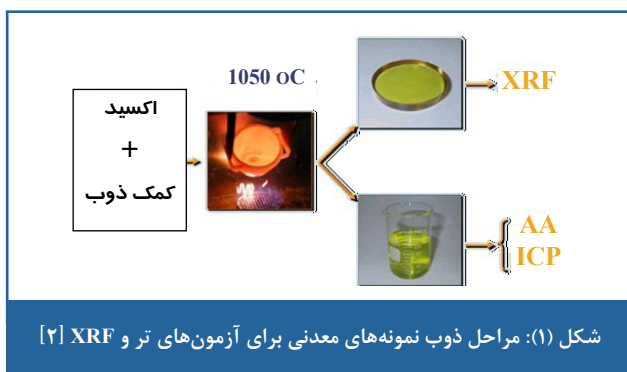 1050 OC
اکسید
+
کمک ذوب
XRF
AA
ICP
شکل (۱): مراحل ذوب نمونه‌های معدنی برای آزمون‌های تر و XRF [۲]